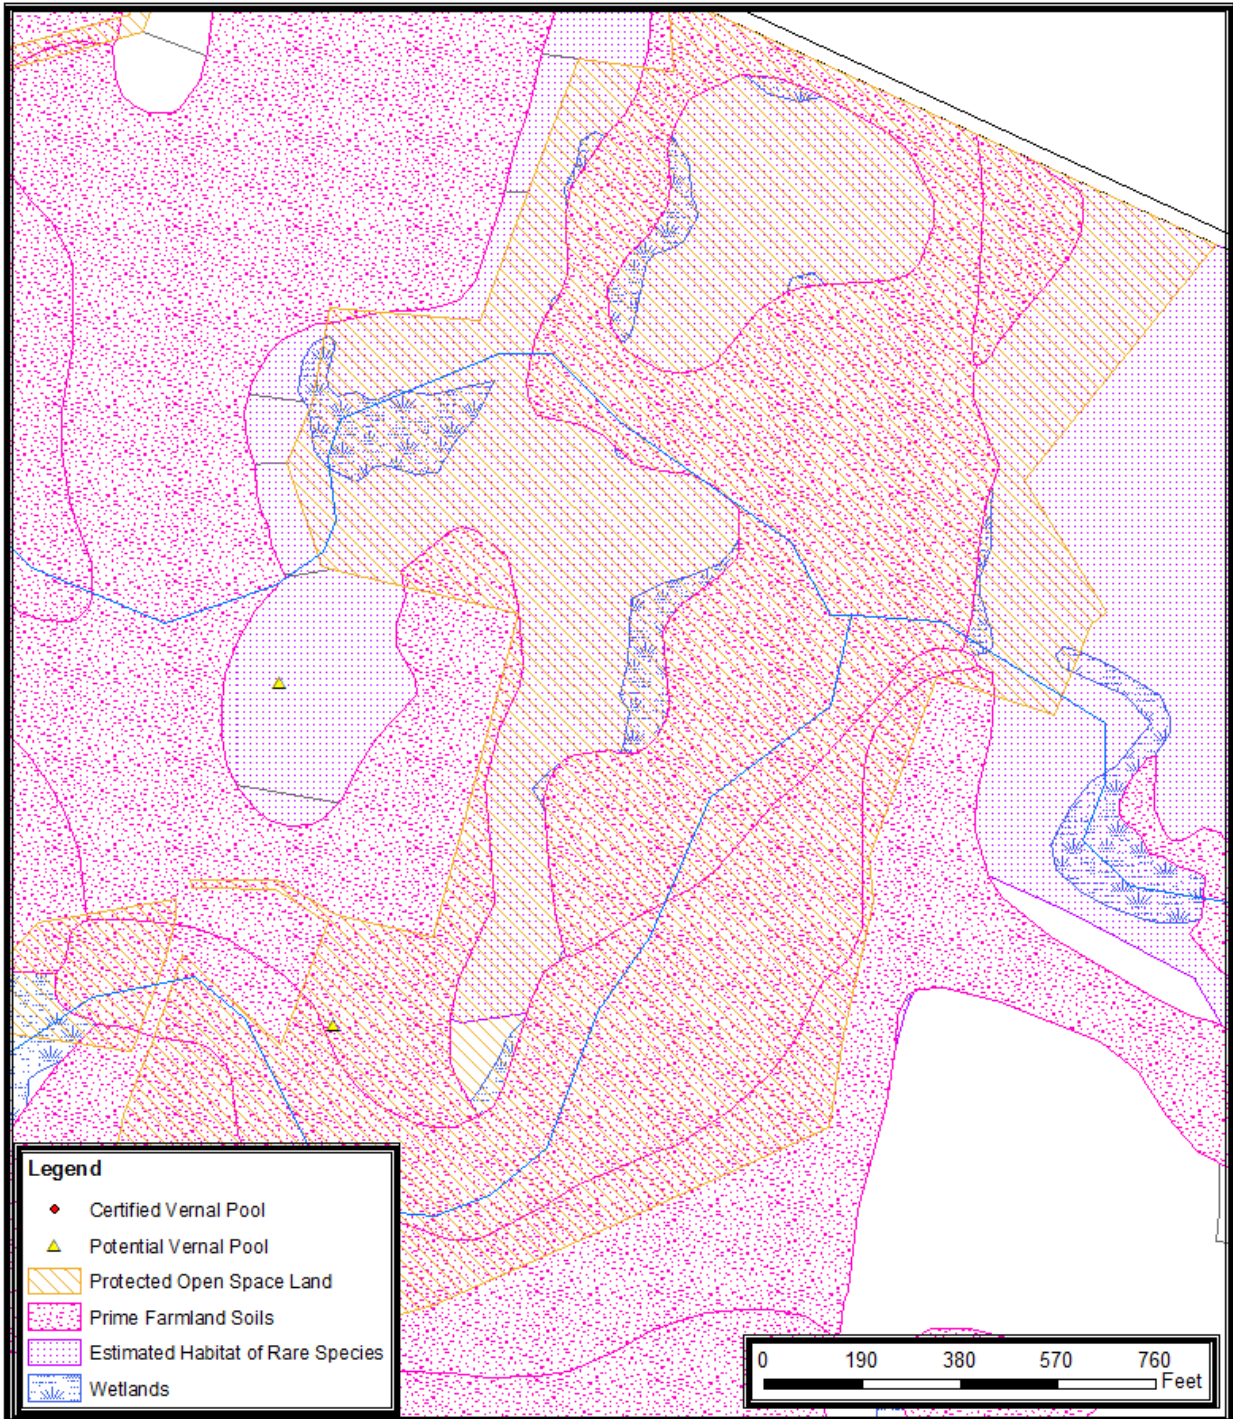 Legend
Certified Vernal Pool
Potential Vernal Pool
Protected Open Space Land
Prime Farmland Soils
Estimated Habitat of Rare Species
Wetlands
0 190 380 570 760
Feet